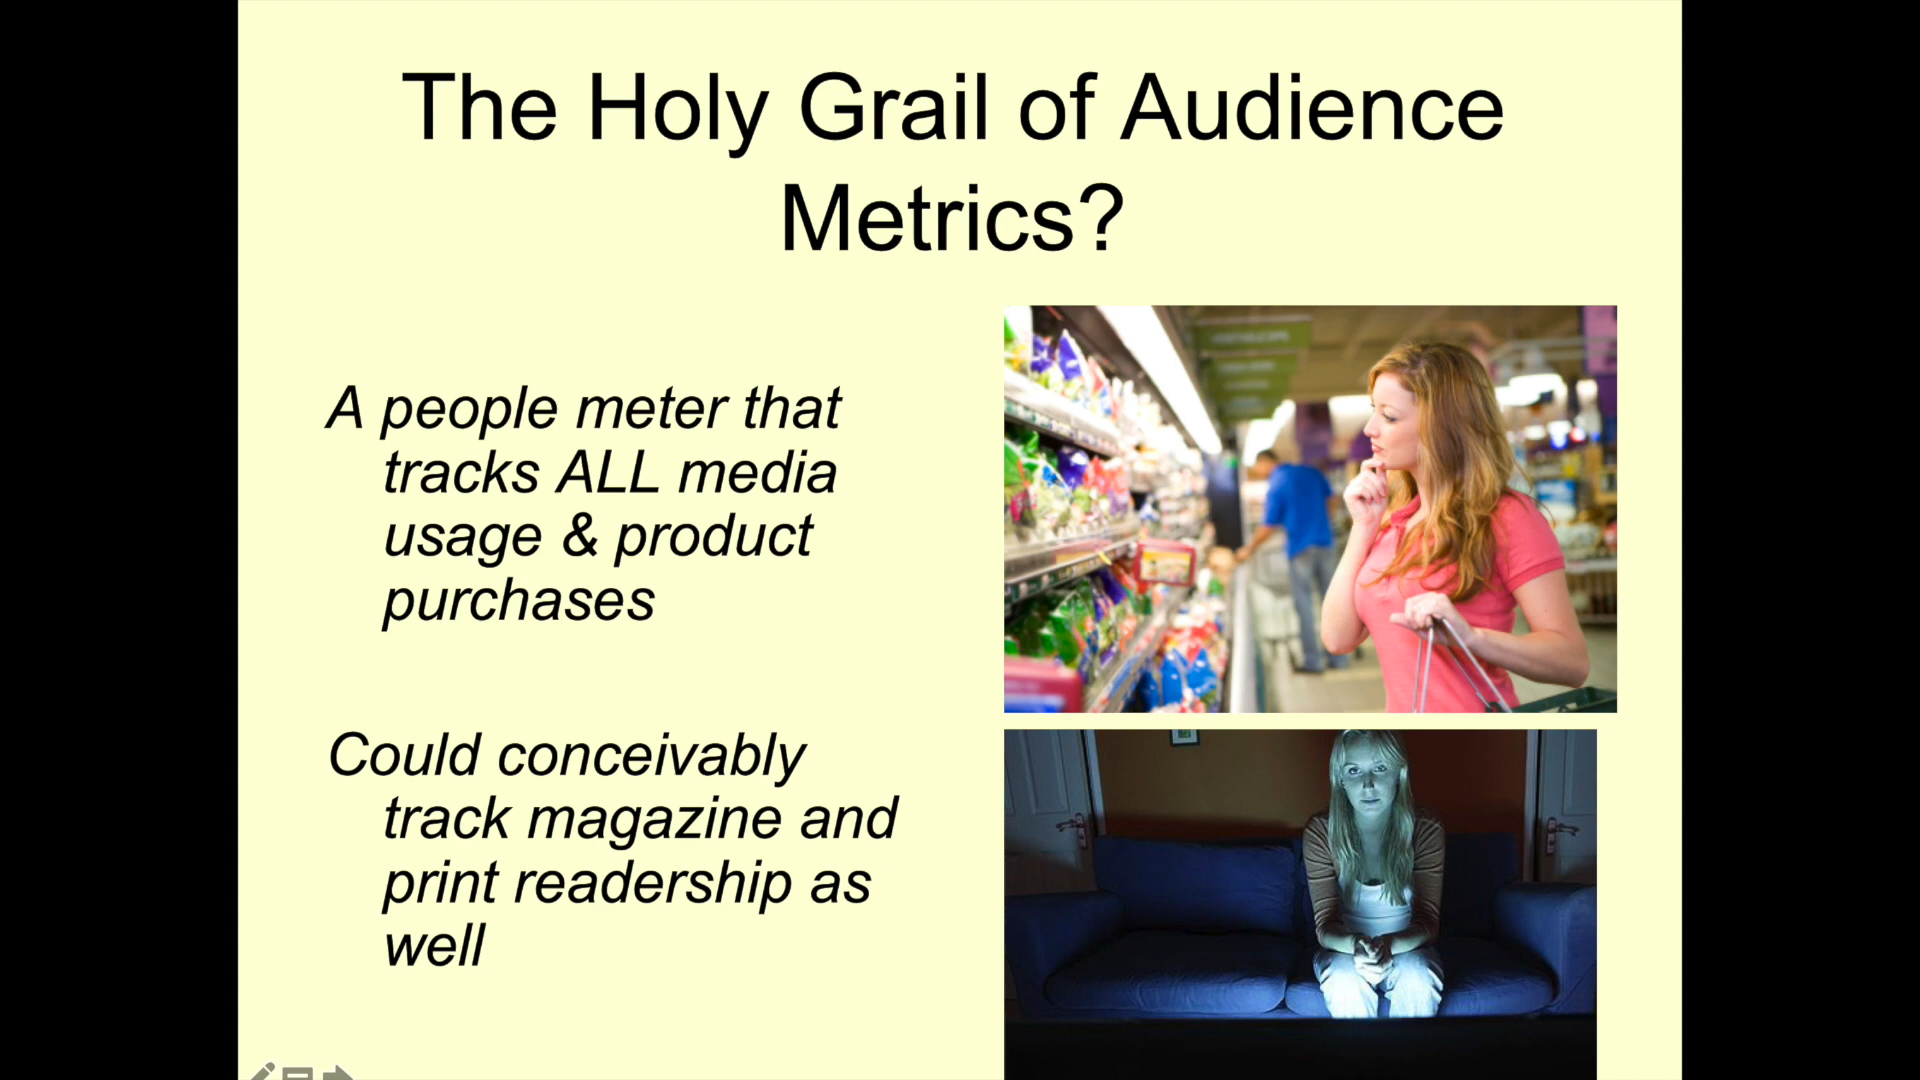 The Holy Grail of Audience
Metrics?
A people meter that
tracks ALL media
usage & product
purchases
Could conceivably
track magazine and
print readership as
well